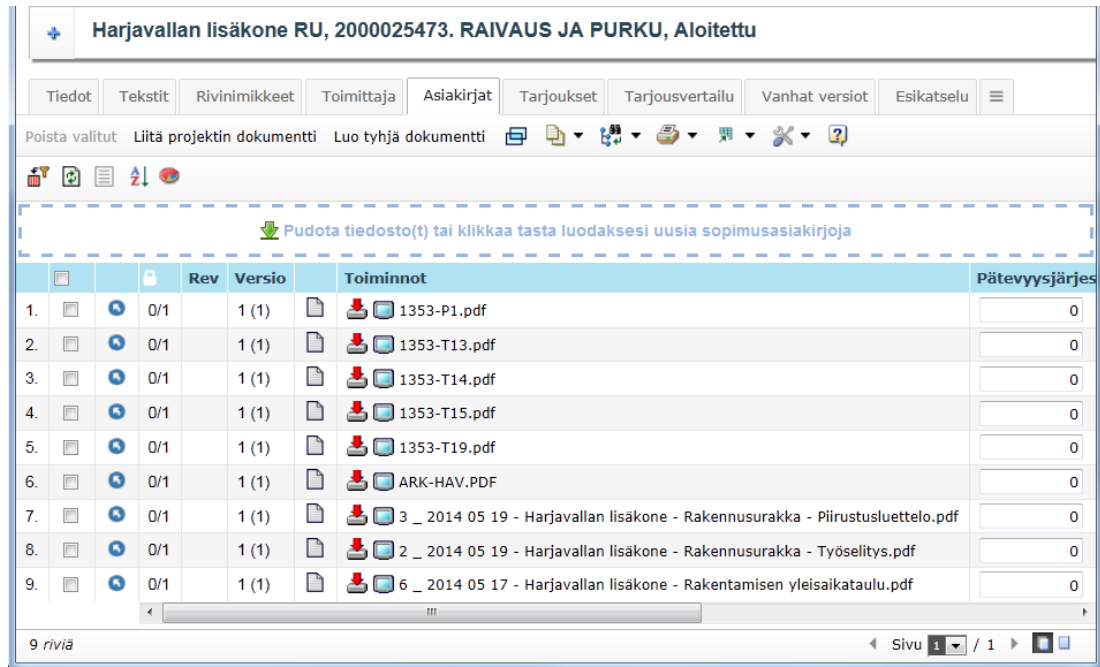 Harjavallan lisäkone RU, 2000025473. RAIVAUS JA PURKU, Aloitettu
Tiedot Tekstit Rivinimikkeet Toimittaja Asiakirjat Tarjoukset Tarjousvertailu Vanhat versiot Esikatselu
Poista valitut Liitä projektin dokumentti Luo tyhjä dokumentti
Pudota tiedosto(t) tai klikkaa tasta luodaksesi uusia sopimusasiakirjoja
Rev Versio Toiminnot Pätevyysjärjes
1. 0/1 1 (1) 1353-P1.pdf 0
2. 0/1 1 (1) 1353-T13.pdf 0
3. 0/1 1 (1) 1353-T14.pdf 0
4. 0/1 1 (1) 1353-T15.pdf 0
5. 0/1 1 (1) 1353-T19.pdf 0
6. 0/1 1 (1) ARK-HAV.PDF 0
7. 0/1 1 (1) 3 _ 2014 05 19 - Harjavallan lisäkone - Rakennusurakka - Piirustusluettelo.pdf 0
8. 0/1 1 (1) 2 _ 2014 05 19 - Harjavallan lisäkone - Rakennusurakka - Työselitys.pdf 0
9. 0/1 1 (1) 6 _ 2014 05 17 - Harjavallan lisäkone - Rakentamisen yleisaikataulu.pdf 0
9 riviä Sivu 1 / 1